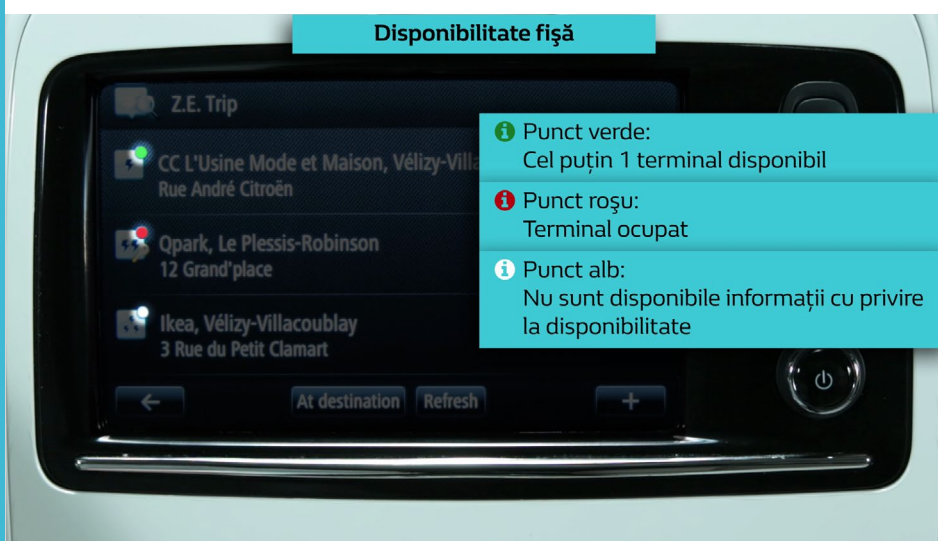 Disponibilitate fişă
Z.E. Trip
CC L'Usine Mode et Maison, Vélizy-Villa
Rue André Citroën
Qpark, Le Plessis-Robinson
12 Grand'place
Ikea, Vélizy-Villacoublay
3 Rue du Petit Clamart
At destination
Refresh
Punct verde:
Cel puțin 1 terminal disponibil
Punct roşu:
Terminal ocupat
Punct alb:
Nu sunt disponibile informații cu privire
la disponibilitate